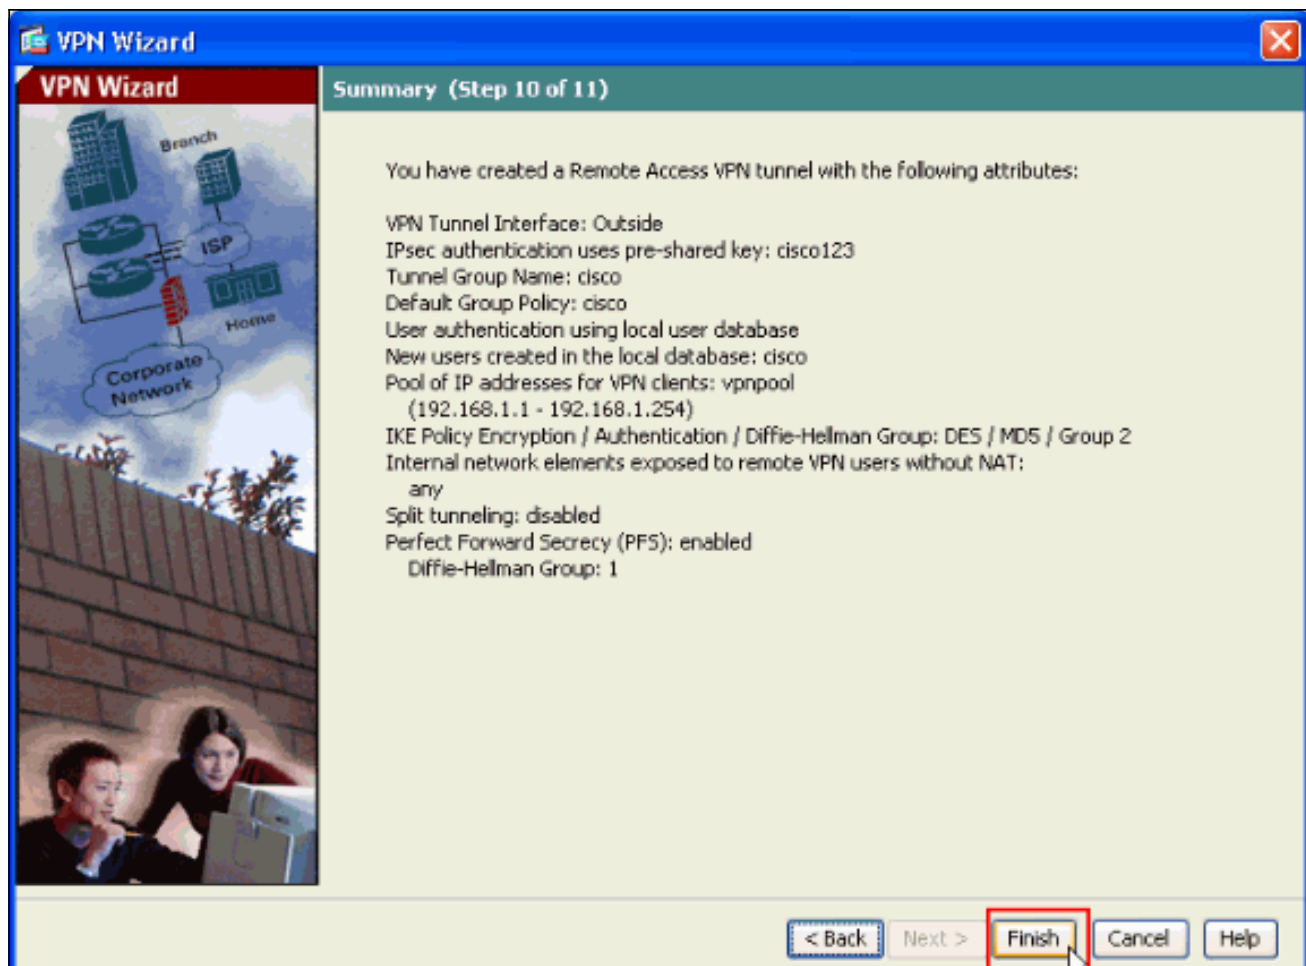 VPN Wizard
VPN Wizard
Summary (Step 10 of 11)
Branch
ISP
Home
Corporate
Network
You have created a Remote Access VPN tunnel with the following attributes:
VPN Tunnel Interface: Outside
IPsec authentication uses pre-shared key: cisco123
Tunnel Group Name: cisco
Default Group Policy: cisco
User authentication using local user database
New users created in the local database: cisco
Pool of IP addresses for VPN clients: vpnpool
(192.168.1.1 - 192.168.1.254)
IKE Policy Encryption / Authentication / Diffie-Hellman Group: DES / MD5 / Group 2
Internal network elements exposed to remote VPN users without NAT:
any
Split tunneling: disabled
Perfect Forward Secrecy (PFS): enabled
Diffie-Hellman Group: 1
< Back Next > Finish Cancel Help